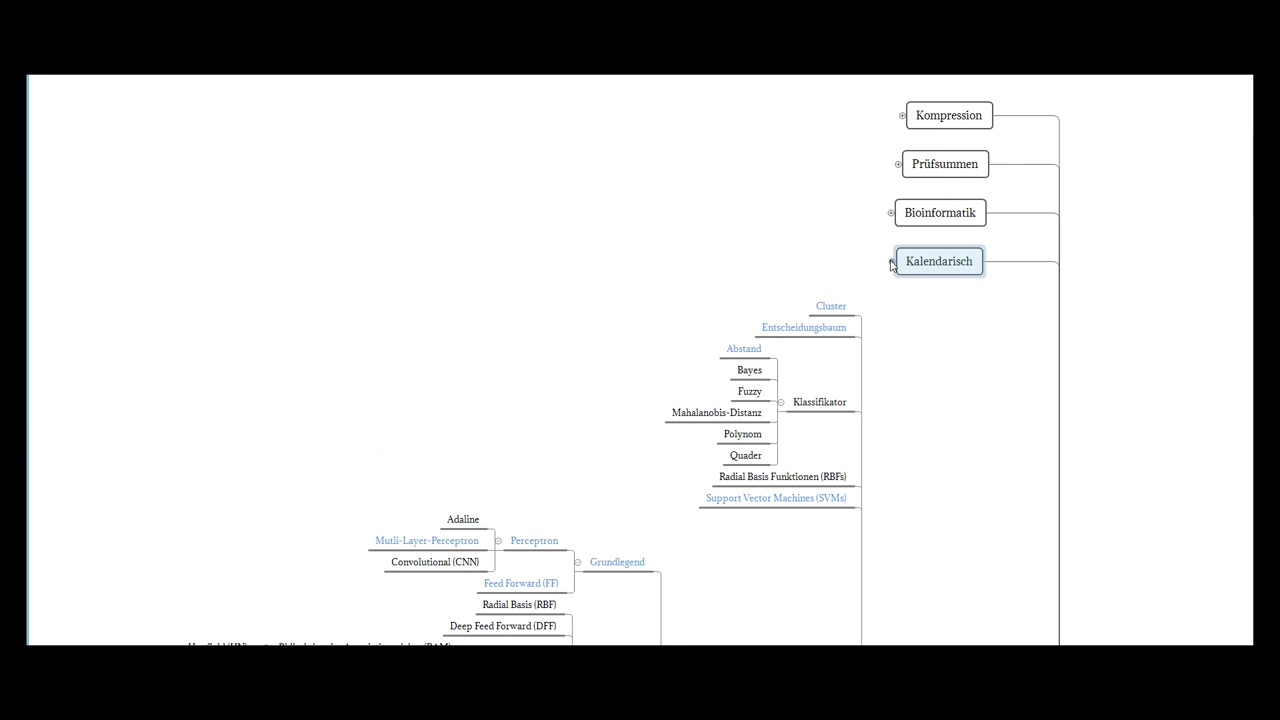 Kompression
Prüfsummen
Bioinformatik
Kalendarisch
Cluster
Entscheidungsbaum
Abstand
Bayes
Fuzzy
Klassifikator
Mahalanobis-Distanz
Polynom
Quader
Radial Basis Funktionen (RBFs)
Support Vector Machines (SVMs)
Adaline
Mutli-Layer-Perceptron
Perceptron
Convolutional (CNN)
Grundlegend
Feed Forward (FF)
Radial Basis (RBF)
Deep Feed Forward (DFF)